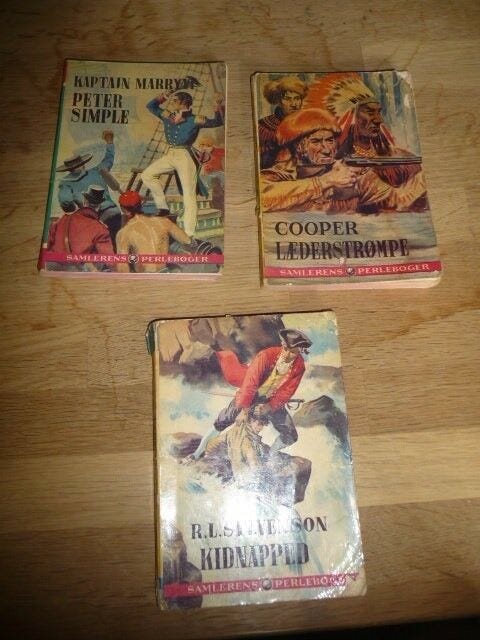 KAPTAIN MARRYAT
PETER
SIMPLE
SAMLERENS PERLEBØGER
COOPER
LÆDERSTRØMPE
SAMLERENS PERLEBØGER
R.L. STEVENSON
KIDNAPPED
SAMLERENS PERLEBØGER